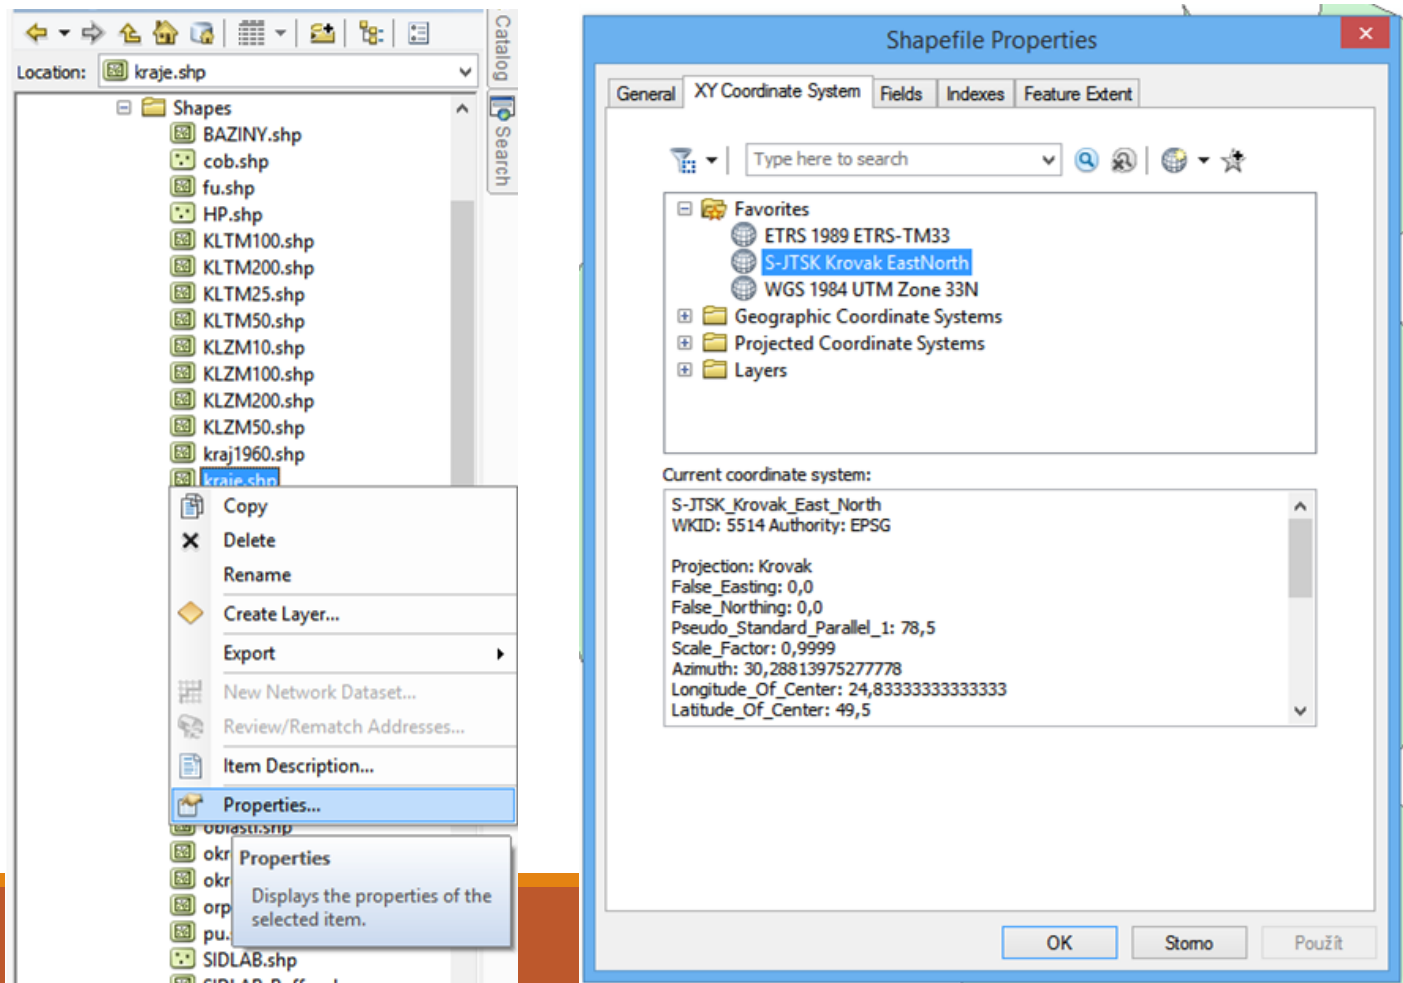 Location:
kraje.shp
Shapes
BAZINY.shp
cob.shp
fu.shp
HP.shp
KLTM100.shp
KLTM200.shp
KLTM25.shp
KLTM50.shp
KLZM10.shp
KLZM100.shp
KLZM200.shp
KLZM50.shp
kraj1960.shp
kraje.shp
Copy
Delete
Rename
Create Layer...
Export
New Network Dataset...
Review/Rematch Addresses...
Item Description...
Properties...
oblasti.shp
okr
Properties
okr
Displays the properties of the
orp
selected item.
pu.
SIDLAB.shp
Catalog
Search
Shapefile Properties
General
XY Coordinate System
Fields
Indexes
Feature Extent
Type here to search
Favorites
ETRS 1989 ETRS-TM33
S-JTSK Krovak EastNorth
WGS 1984 UTM Zone 33N
Geographic Coordinate Systems
Projected Coordinate Systems
Layers
Current coordinate system:
S-JTSK_Krovak_East_North
WKID: 5514 Authority: EPSG
Projection: Krovak
False_Easting: 0,0
False_Northing: 0,0
Pseudo_Standard_Parallel_1: 78,5
Scale_Factor: 0,9999
Azimuth: 30,28813975277778
Longitude_Of_Center: 24,83333333333333
Latitude_Of_Center: 49,5
OK
Storno
Použít